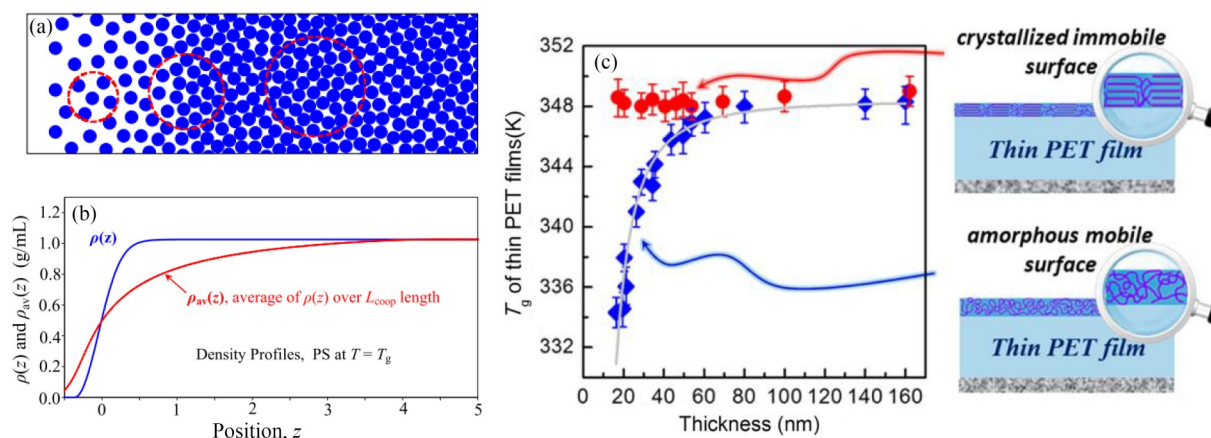 (a)
(b)
1.2
1.0
0.8
0.6
0.4
0.2
0.0
ρ(z) and ρav(z) (g/mL)
ρ(z)
ρav(z), average of ρ(z) over Lcoop length
Density Profiles, PS at T = Tg
0 1 2 3 4 5
Position, z
(c)
352
348
344
340
336
332
Tg of thin PET films(K)
0 20 40 60 80 100 120 140 160
Thickness (nm)
crystallized immobile
surface
Thin PET film
amorphous mobile
surface
Thin PET film